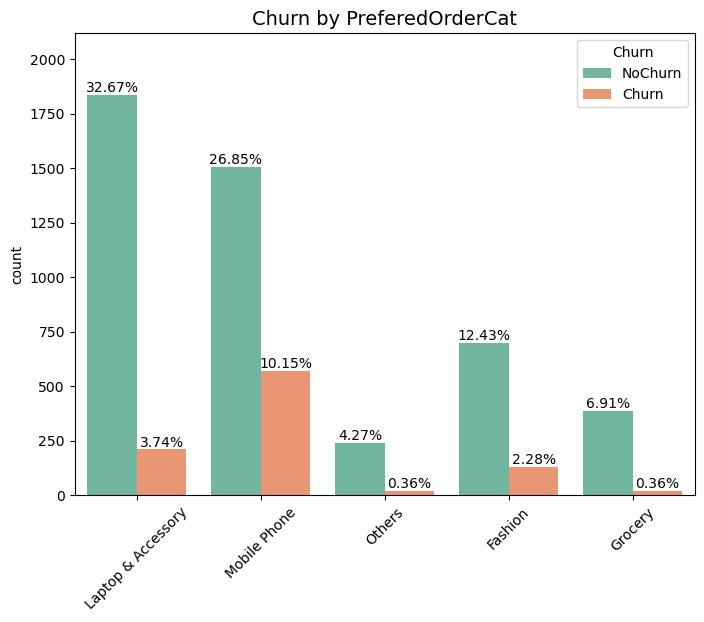 Churn by PreferedOrderCat
Churn
NoChurn
Churn
count
2000
1750
1500
1250
1000
750
500
250
0
32.67%
3.74%
26.85%
10.15%
4.27%
0.36%
12.43%
2.28%
6.91%
0.36%
Laptop & Accessory
Mobile Phone
Others
Fashion
Grocery